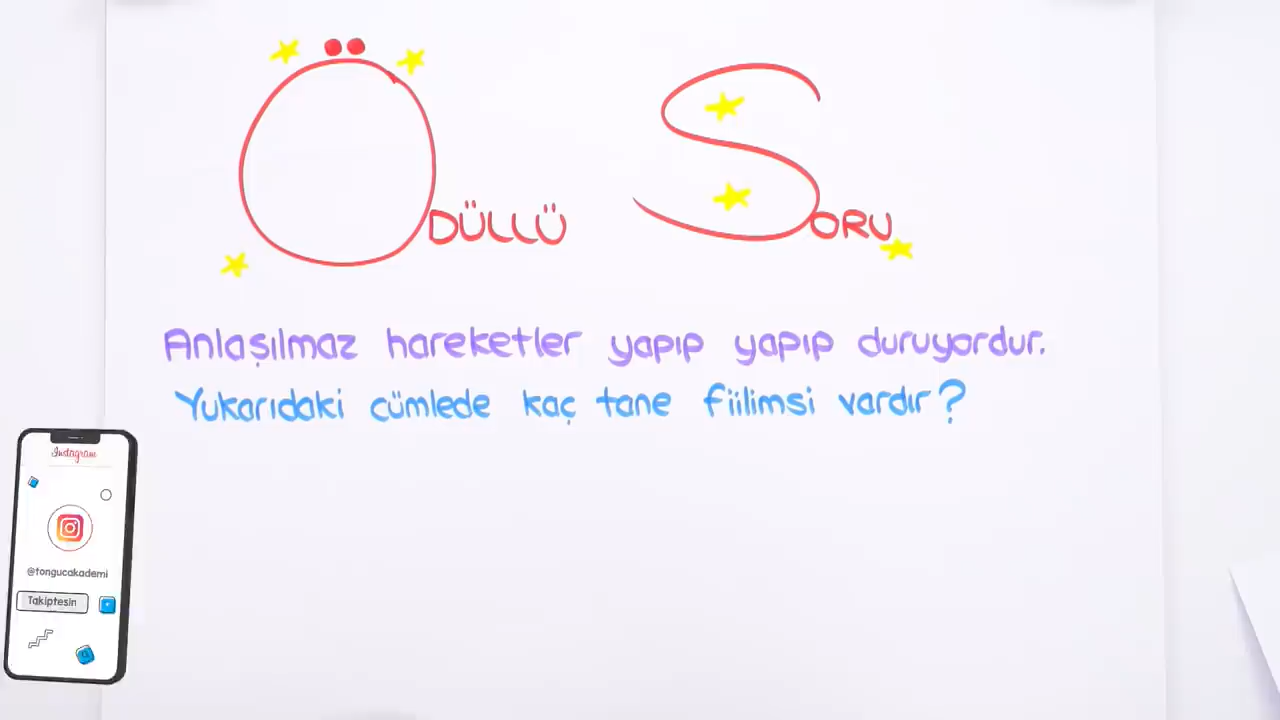 ÖDÜLLÜ SORU
Anlaşılmaz hareketler yapıp yapıp duruyordur.
Yukarıdaki cümlede kaç tane fiilimsi vardır?
Instagram
@tongucakademi
Takiptesin